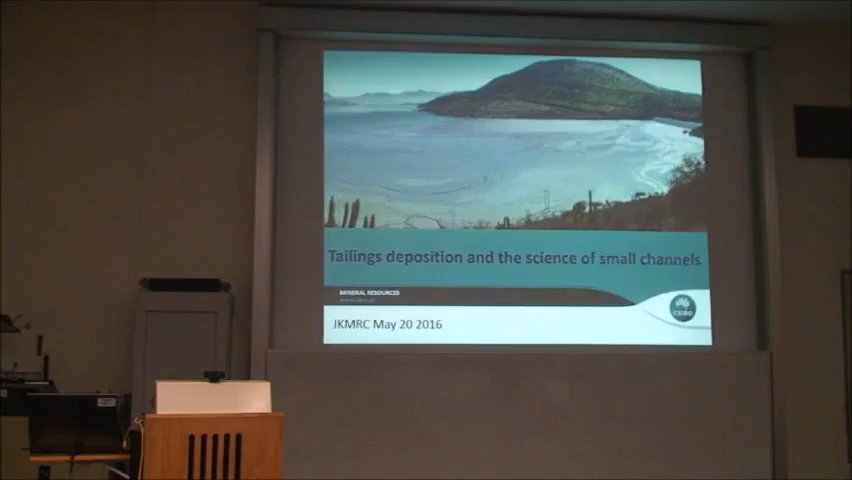 Tailings deposition and the science of small channels
MINERAL RESOURCES
CSIRO
JKMRC May 20 2016